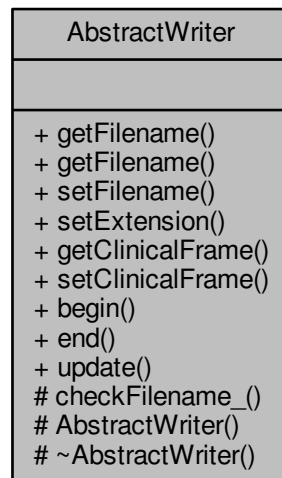 AbstractWriter
+ getFilename()
+ getFilename()
+ setFilename()
+ setExtension()
+ getClinicalFrame()
+ setClinicalFrame()
+ begin()
+ end()
+ update()
# checkFilename_()
# AbstractWriter()
# ~AbstractWriter()